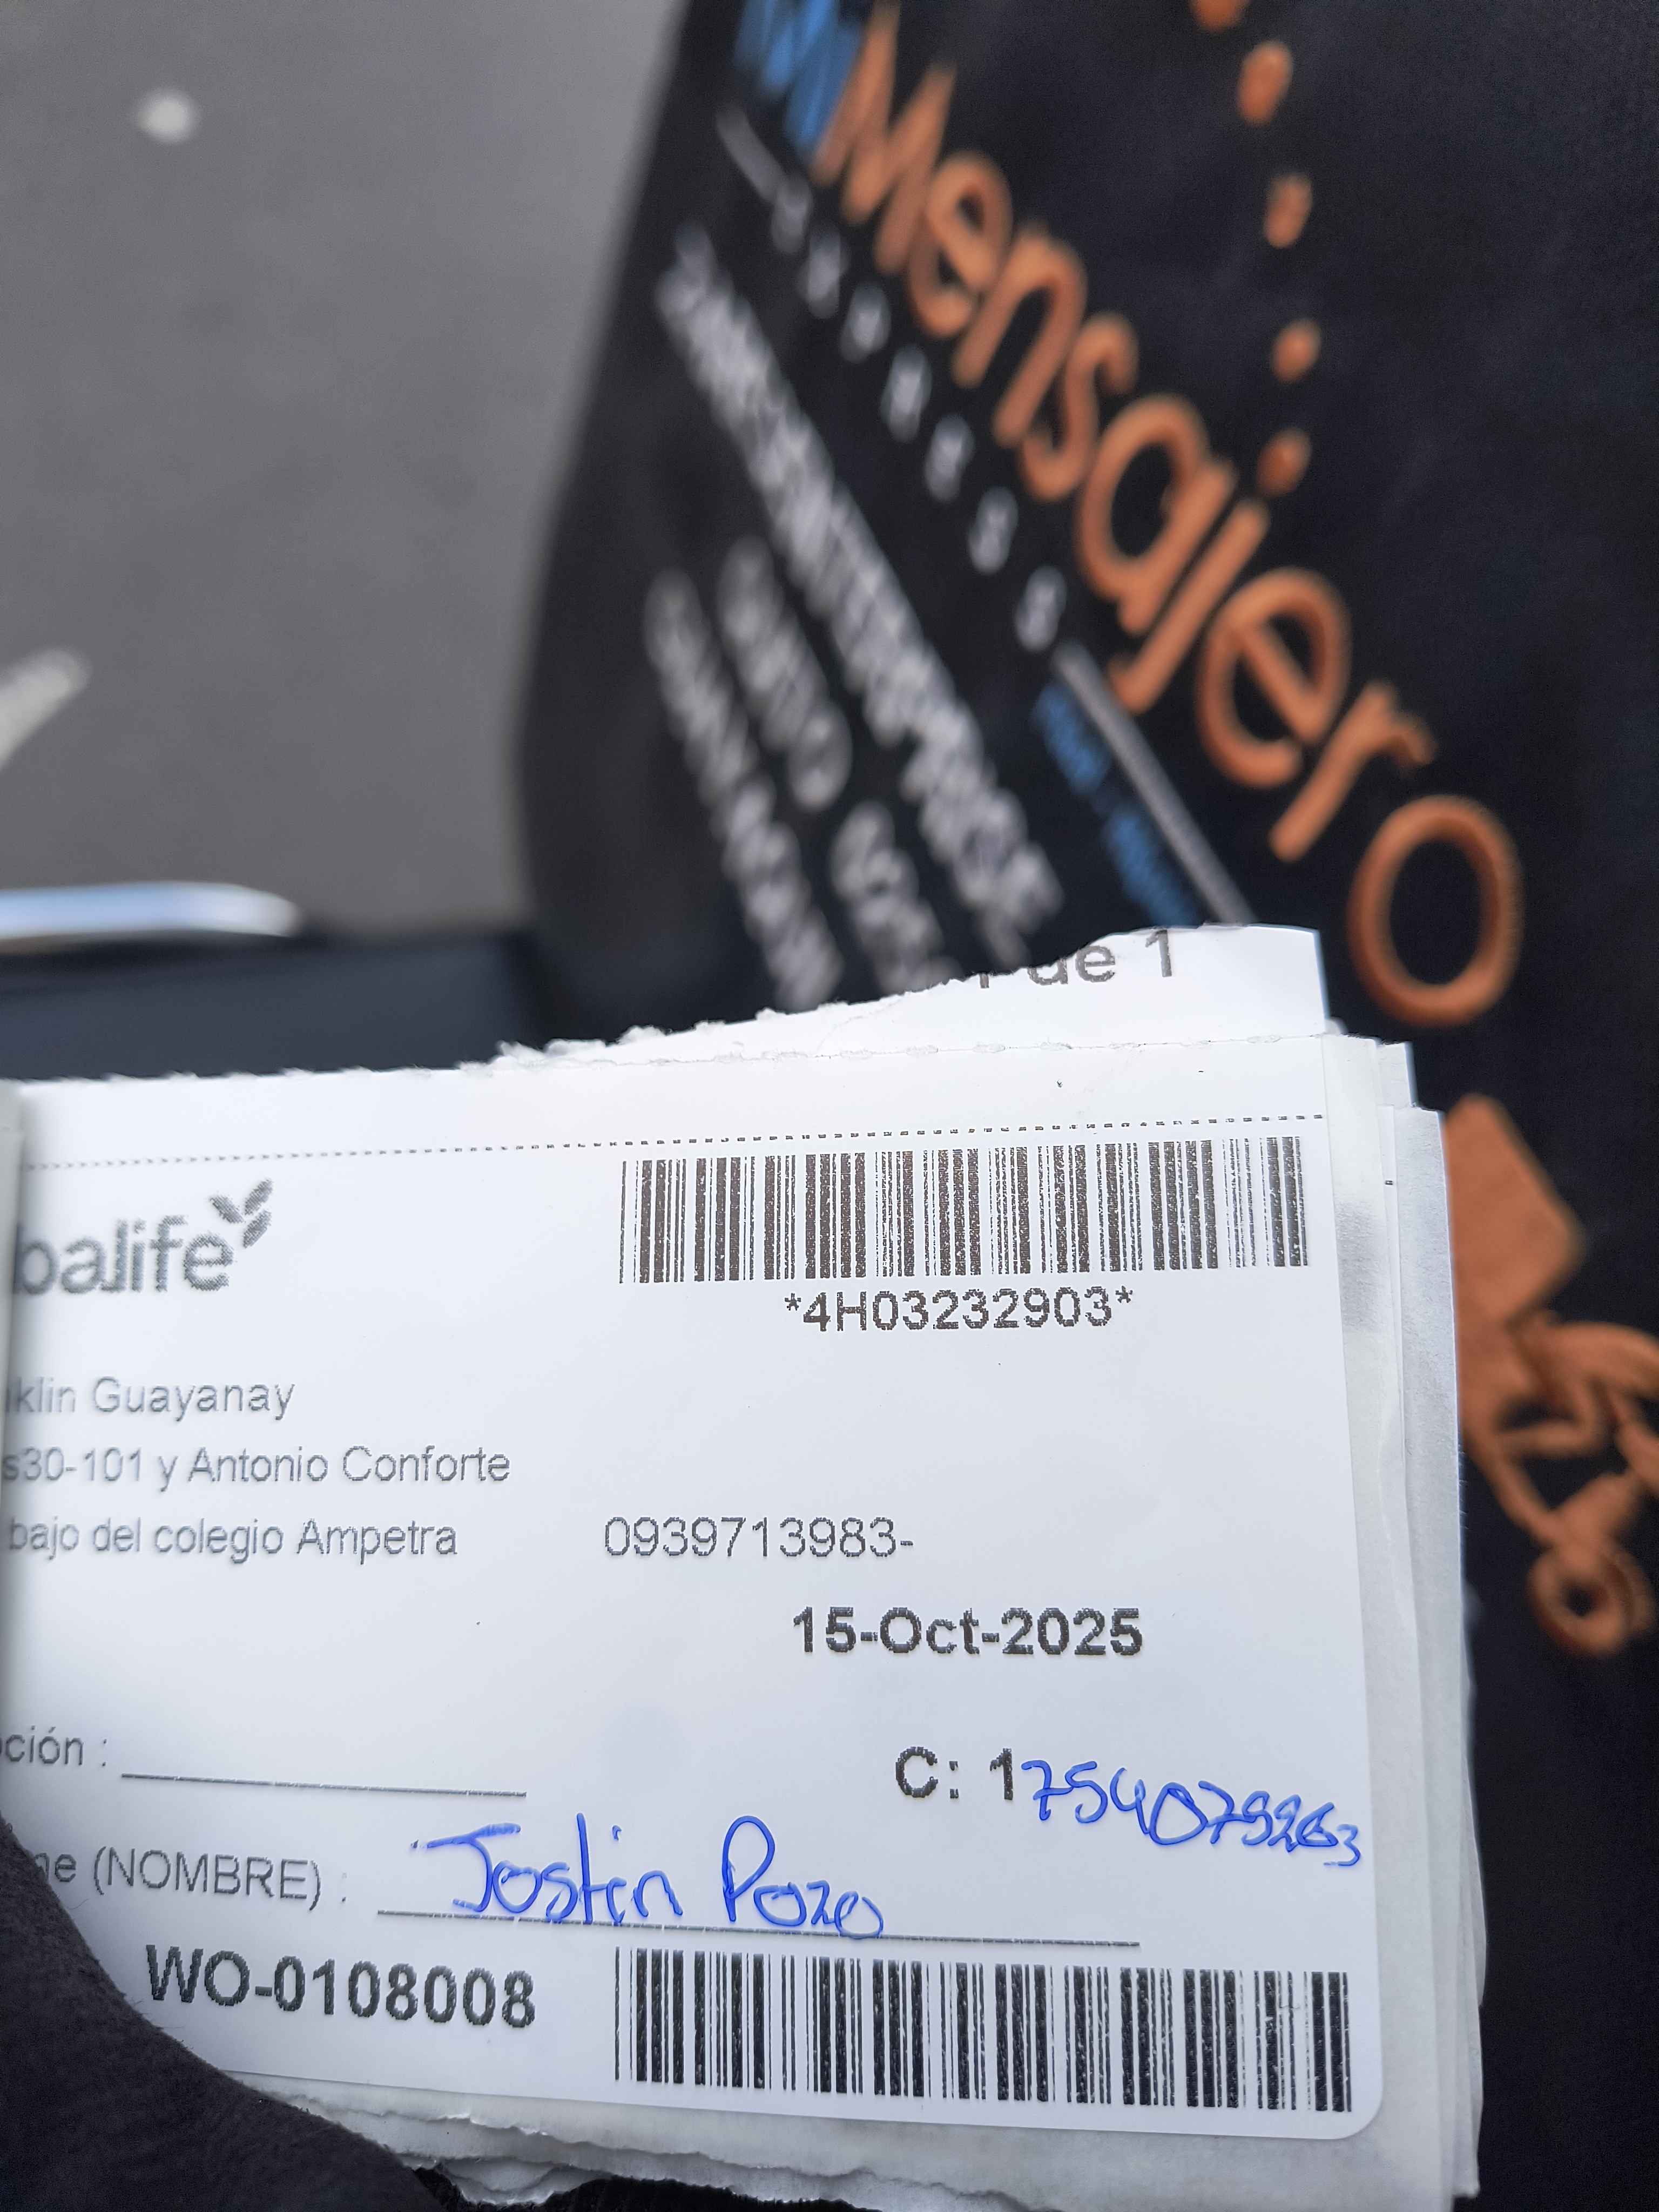 Mensajero
de 1
balife
*4H03232903*
klin Guayanay
s30-101 y Antonio Conforte
bajo del colegio Ampetra
0939713983-
15-Oct-2025
ción :
C: 1754079263
ne (NOMBRE) : Jostin Pozo
WO-0108008